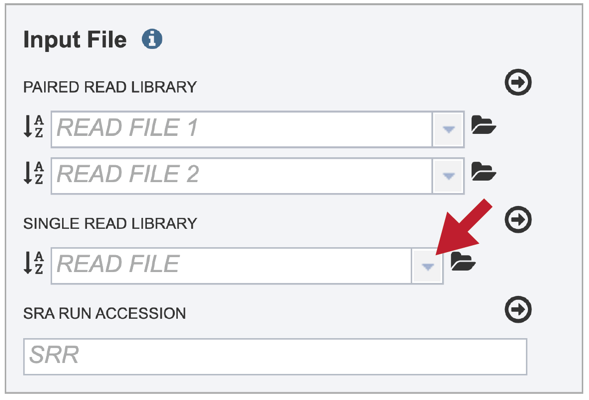 Input File
PAIRED READ LIBRARY
READ FILE 1
READ FILE 2
SINGLE READ LIBRARY
READ FILE
SRA RUN ACCESSION
SRR